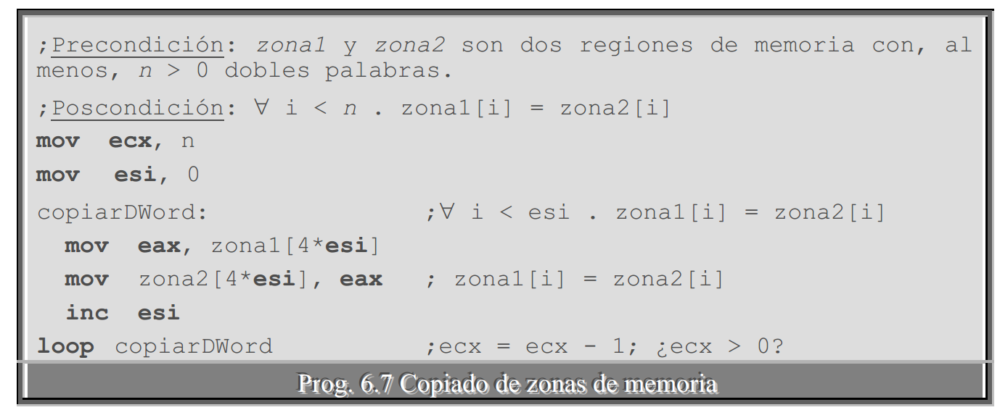 ;Precondición: zona1 y zona2 son dos regiones de memoria con, al
menos, n > 0 dobles palabras.
;Poscondición: ∀ i < n . zona1[i] = zona2[i]
mov ecx, n
mov esi, 0
copiarDWord: ;∀ i < esi . zona1[i] = zona2[i]
mov eax, zona1[4*esi]
mov zona2[4*esi], eax ; zona1[i] = zona2[i]
inc esi
loop copiarDWord ;ecx = ecx - 1; ¿ecx > 0?
Prog. 6.7 Copiado de zonas de memoria